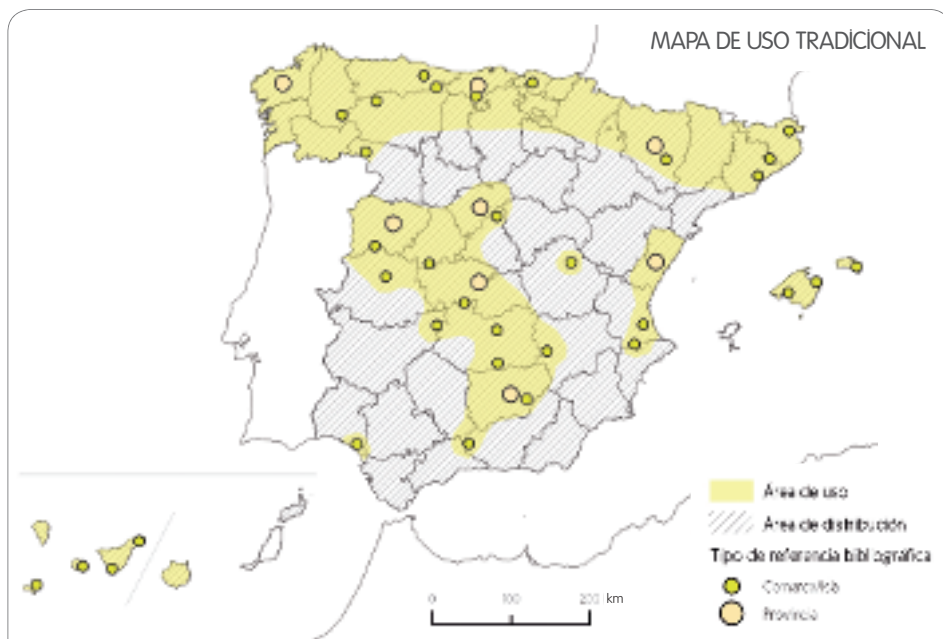 MAPA DE USO TRADICIONAL
Área de uso
Área de distribución
Tipo de referencia bibliográfica
Comarca/Isla
Provincia
0 100 200 km